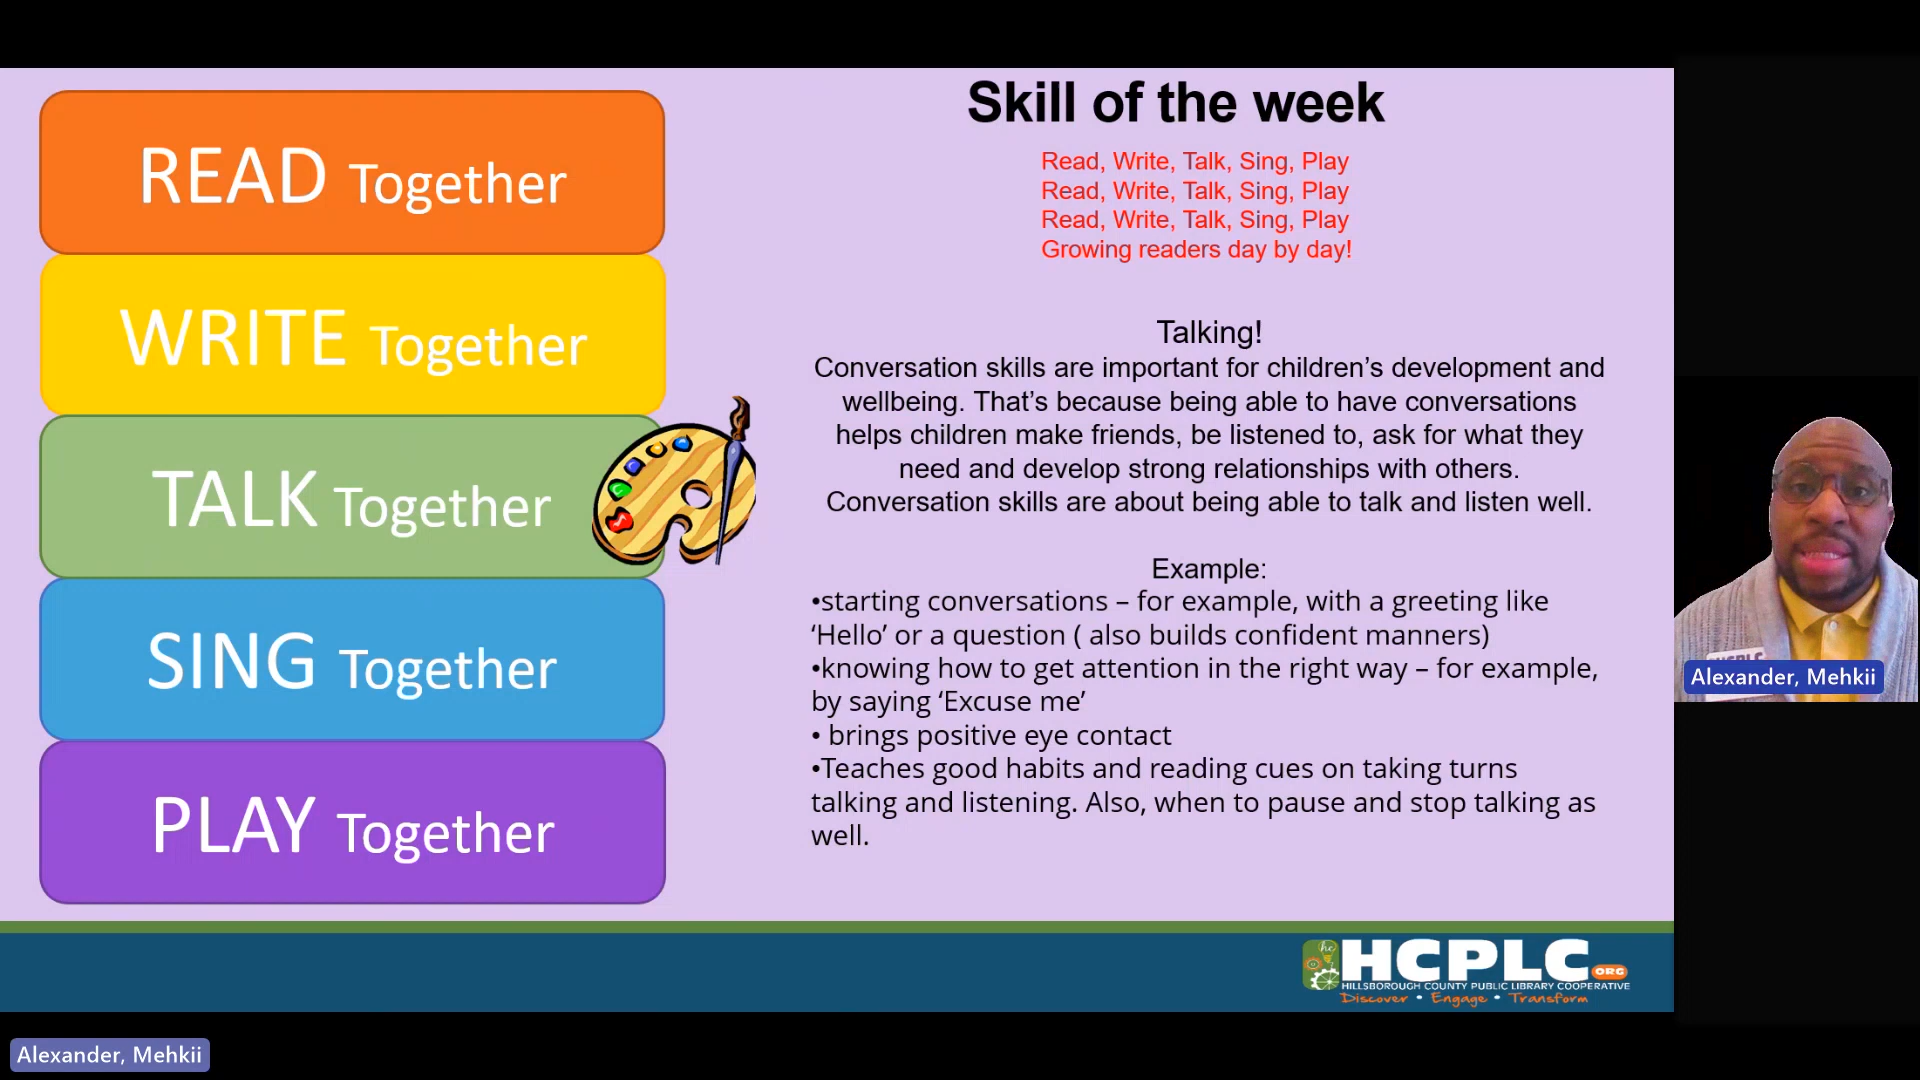 READ Together
WRITE Together
TALK Together
SING Together
PLAY Together
Skill of the week
Read, Write, Talk, Sing, Play
Read, Write, Talk, Sing, Play
Read, Write, Talk, Sing, Play
Growing readers day by day!
Talking!
Conversation skills are important for children’s development and
wellbeing. That’s because being able to have conversations
helps children make friends, be listened to, ask for what they
need and develop strong relationships with others.
Conversation skills are about being able to talk and listen well.
Example:
•starting conversations – for example, with a greeting like
‘Hello’ or a question ( also builds confident manners)
•knowing how to get attention in the right way – for example,
by saying ‘Excuse me’
• brings positive eye contact
•Teaches good habits and reading cues on taking turns
talking and listening. Also, when to pause and stop talking as
well.
hc
HCPLC.ORG
HILLSBOROUGH COUNTY PUBLIC LIBRARY COOPERATIVE
Discover • Engage • Transform
Alexander, Mehkii
Alexander, Mehkii